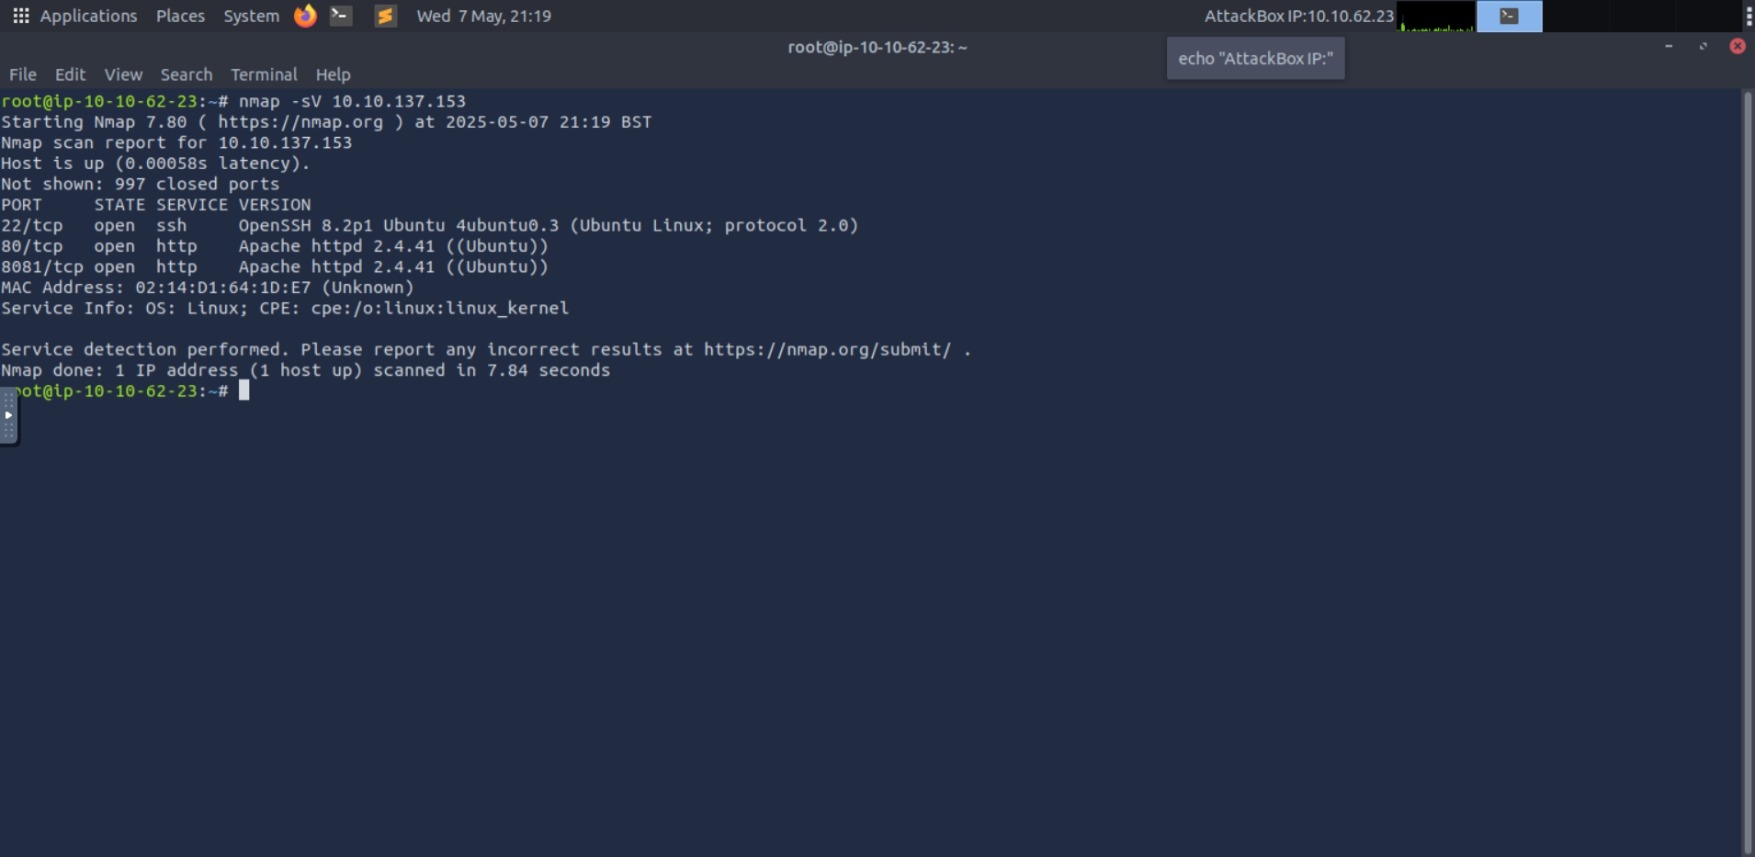 Applications Places System Wed 7 May, 21:19 AttackBox IP:10.10.62.23
root@ip-10-10-62-23: ~
echo "AttackBox IP:"
File Edit View Search Terminal Help
root@ip-10-10-62-23:~# nmap -sV 10.10.137.153
Starting Nmap 7.80 ( https://nmap.org ) at 2025-05-07 21:19 BST
Nmap scan report for 10.10.137.153
Host is up (0.00058s latency).
Not shown: 997 closed ports
PORT     STATE SERVICE VERSION
22/tcp   open  ssh     OpenSSH 8.2p1 Ubuntu 4ubuntu0.3 (Ubuntu Linux; protocol 2.0)
80/tcp   open  http    Apache httpd 2.4.41 ((Ubuntu))
8081/tcp open  http    Apache httpd 2.4.41 ((Ubuntu))
MAC Address: 02:14:D1:64:1D:E7 (Unknown)
Service Info: OS: Linux; CPE: cpe:/o:linux:linux_kernel
Service detection performed. Please report any incorrect results at https://nmap.org/submit/ .
Nmap done: 1 IP address (1 host up) scanned in 7.84 seconds
oot@ip-10-10-62-23:~#